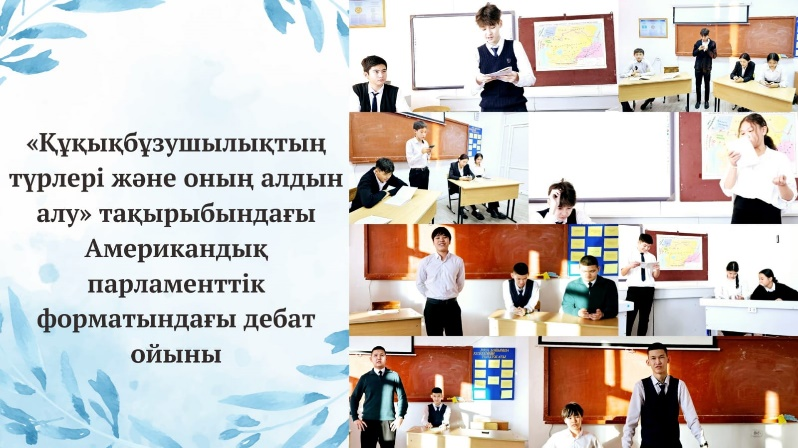 «Құқықбұзушылықтың
түрлері және оның алдын
алу» тақырыбындағы
Американдық
парламенттік
форматындағы дебат
ойыны